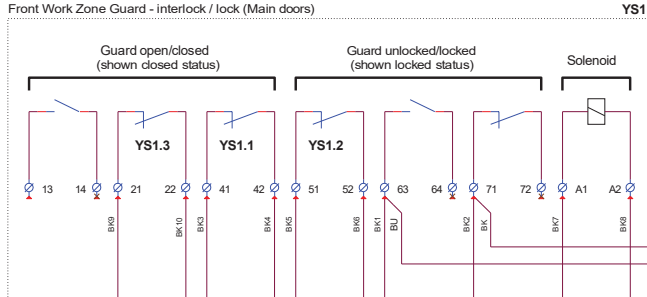 Front Work Zone Guard - interlock / lock (Main doors)
YS1
Guard open/closed
(shown closed status)
Guard unlocked/locked
(shown locked status)
Solenoid
YS1.3
YS1.1
YS1.2
13
14
21
22
41
42
51
52
63
64
71
72
A1
A2
BK9
BK10
BK3
BK4
BK5
BK6
BK1
BU
BK2
BK
BK7
BK8